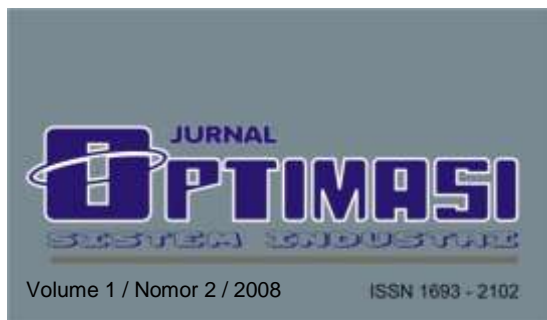 JURNAL
OPTIMASI
SISTEM INDUSTRI
Volume 1 / Nomor 2 / 2008
ISSN 1693 - 2102